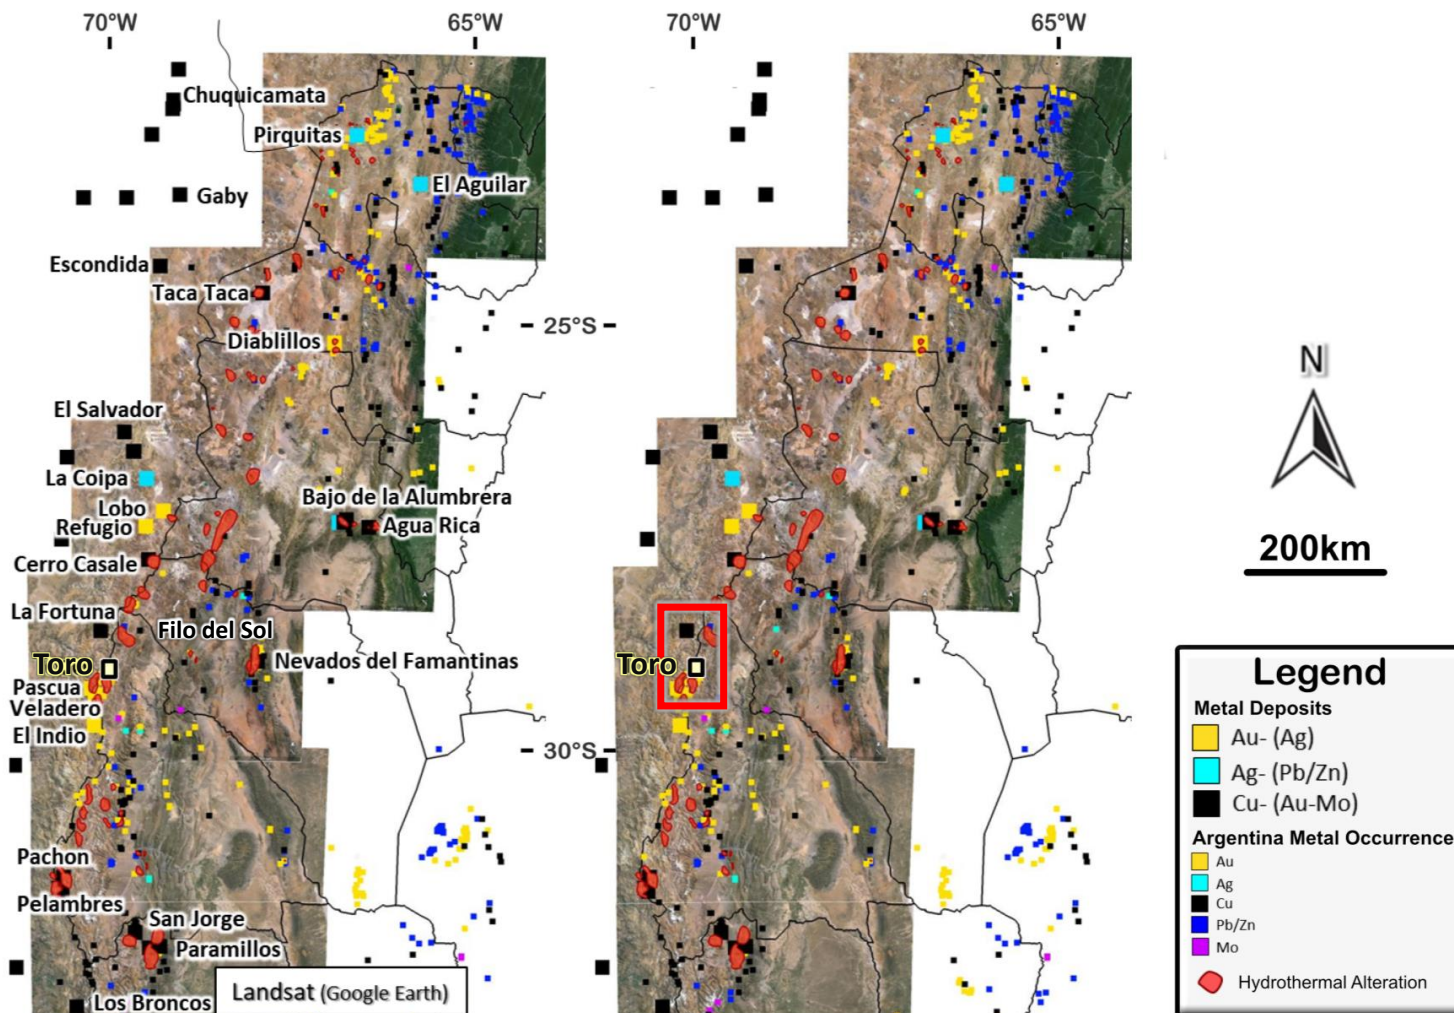 70°W
65°W
70°W
65°W
Chuquicamata
Pirquitas
El Aguilar
Gaby
Escondida
Taca Taca
25°S
Diablillos
El Salvador
La Coipa
Lobo
Refugio
Bajo de la Alumbrera
Agua Rica
Cerro Casale
La Fortuna
Filo del Sol
Toro
Nevados del Famantinas
Pascua
Veladero
El Indio
30°S
Pachon
Pelambres
San Jorge
Paramillos
Los Broncos
Landsat (Google Earth)
Toro
N
200km
Legend
Metal Deposits
Au- (Ag)
Ag- (Pb/Zn)
Cu- (Au-Mo)
Argentina Metal Occurrence
Au
Ag
Cu
Pb/Zn
Mo
Hydrothermal Alteration